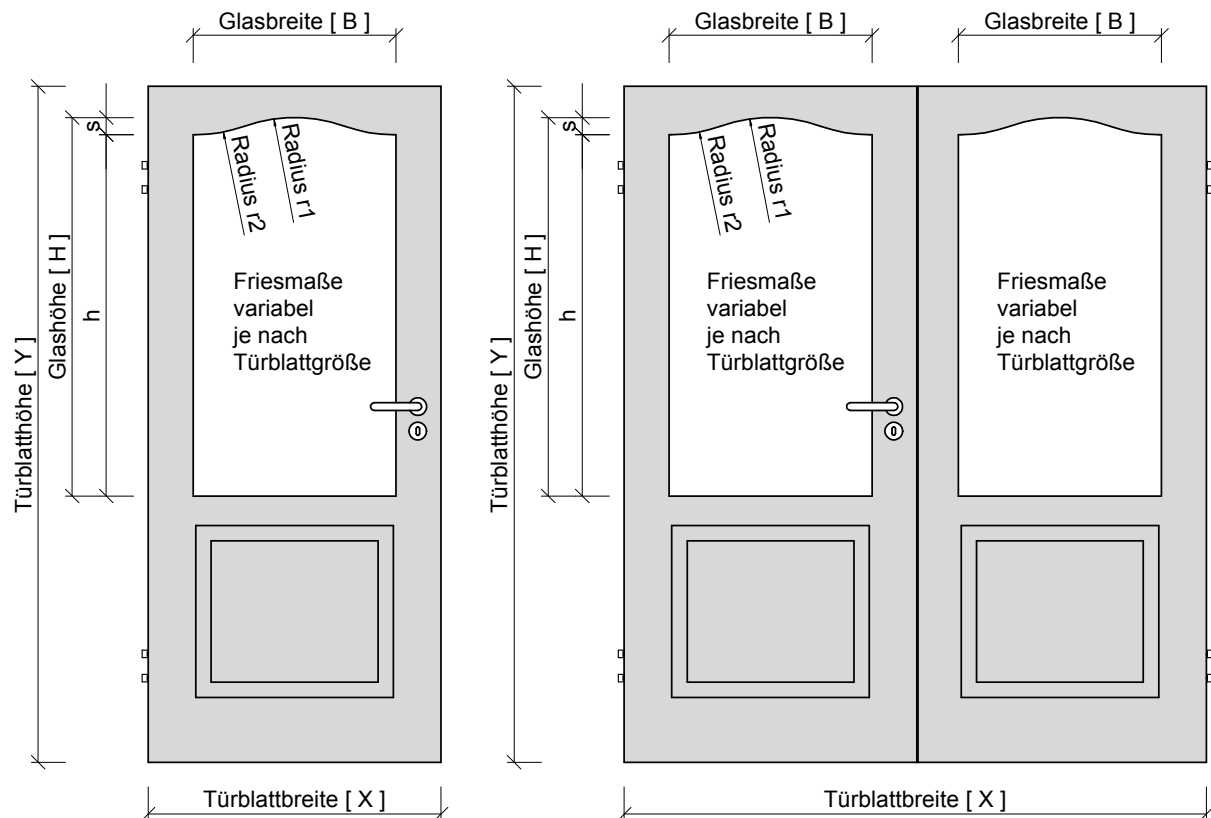 Glasbreite [ B ]
Glasbreite [ B ]
Glasbreite [ B ]
s
Radius r1
Radius r2
Glashöhe [ H ]
h
Türblatthöhe [ Y ]
Friesmaße
variabel
je nach
Türblattgröße
s
Radius r1
Radius r2
Glashöhe [ H ]
h
Türblatthöhe [ Y ]
Friesmaße
variabel
je nach
Türblattgröße
Friesmaße
variabel
je nach
Türblattgröße
Türblattbreite [ X ]
Türblattbreite [ X ]